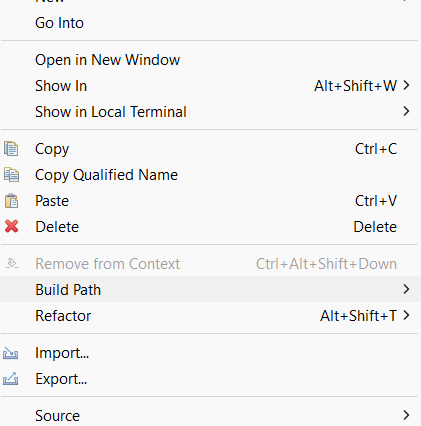 New
Go Into
Open in New Window
Show In Alt+Shift+W
Show in Local Terminal
Copy Ctrl+C
Copy Qualified Name
Paste Ctrl+V
Delete Delete
Remove from Context Ctrl+Alt+Shift+Down
Build Path
Refactor Alt+Shift+T
Import...
Export...
Source